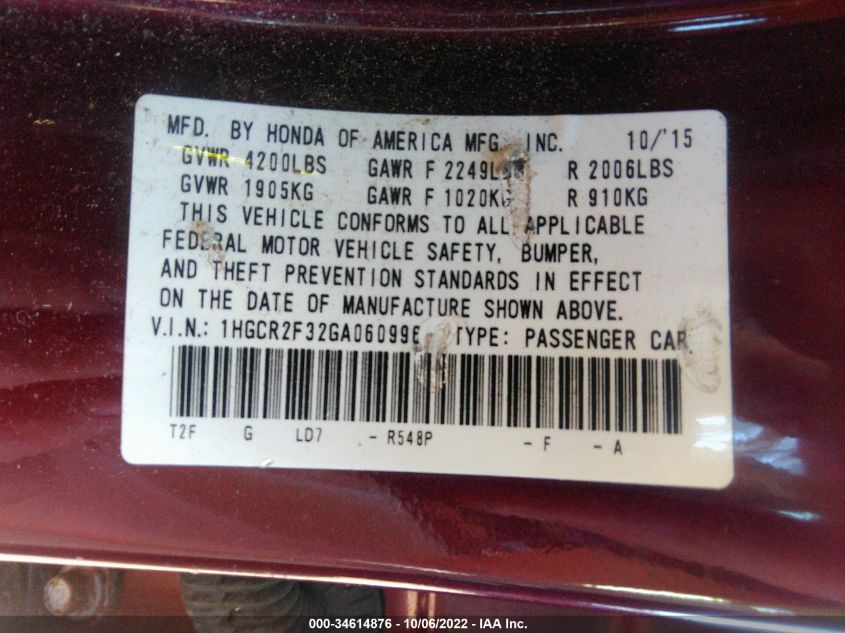 MFD. BY HONDA OF AMERICA MFG. INC. 10/'15
GVWR 4200LBS GAWR F 2249LBS R 2006LBS
GVWR 1905KG GAWR F 1020KG R 910KG
THIS VEHICLE CONFORMS TO ALL APPLICABLE
FEDERAL MOTOR VEHICLE SAFETY, BUMPER,
AND THEFT PREVENTION STANDARDS IN EFFECT
ON THE DATE OF MANUFACTURE SHOWN ABOVE.
V.I.N.: 1HGCR2F32GA060996 TYPE: PASSENGER CAR
T2F G LD7 - R548P - F - A
000-34614876 - 10/06/2022 - IAA Inc.